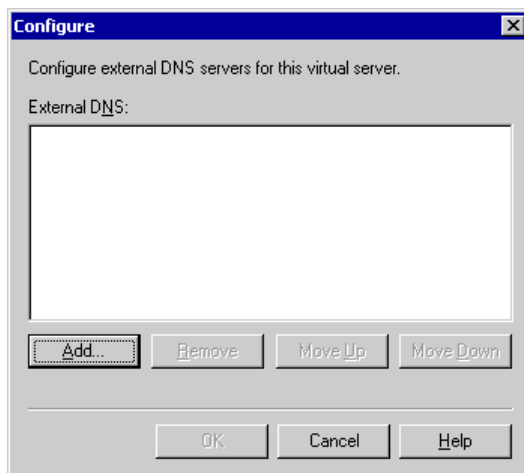 Configure
Configure external DNS servers for this virtual server.
External DNS:
Add...
Remove
Move Up
Move Down
OK
Cancel
Help